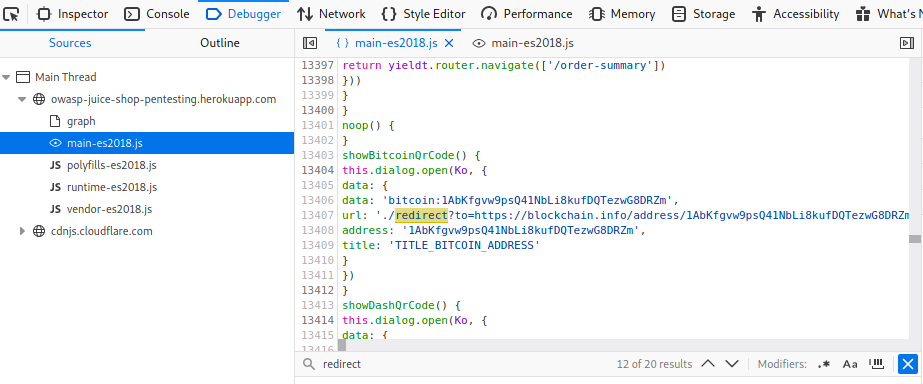 Inspector Console Debugger Network Style Editor Performance Memory Storage Accessibility What's N
Sources Outline
main-es2018.js main-es2018.js
Main Thread
owasp-juice-shop-pentesting.herokuapp.com
graph
main-es2018.js
JS polyfills-es2018.js
JS runtime-es2018.js
JS vendor-es2018.js
cdnjs.cloudflare.com
13397 return yieldt.router.navigate(['/order-summary'])
13398 }))
13399 }
13400 }
13401 noop() {
13402 }
13403 showBitcoinQrCode() {
13404 this.dialog.open(Ko, {
13405 data: {
13406 data: 'bitcoin:1AbKfgvw9psQ41NbLi8kufDQTezwG8DRZm',
13407 url: './redirect?to=https://blockchain.info/address/1AbKfgvw9psQ41NbLi8kufDQTezwG8DRZm
13408 address: '1AbKfgvw9psQ41NbLi8kufDQTezwG8DRZm',
13409 title: 'TITLE_BITCOIN_ADDRESS'
13410 }
13411 })
13412 }
13413 showDashQrCode() {
13414 this.dialog.open(Ko, {
13415 data: {
13416
redirect 12 of 20 results Modifiers: .* Aa